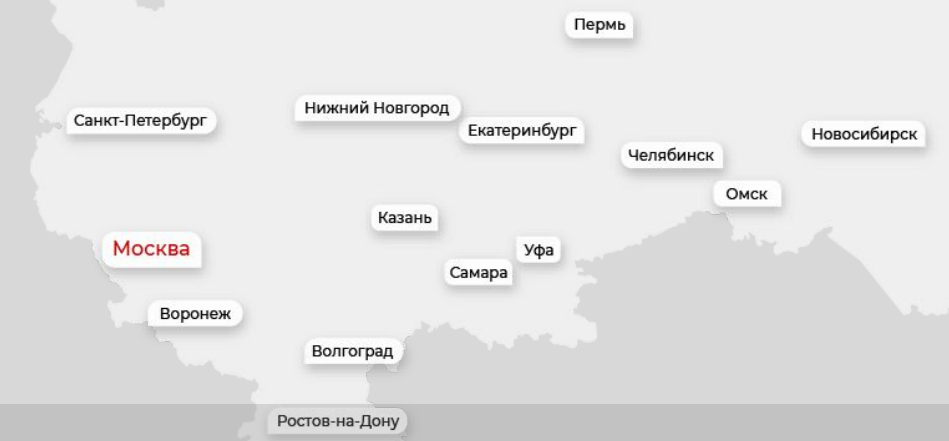 Пермь
Нижний Новгород
Санкт-Петербург
Екатеринбург
Новосибирск
Челябинск
Омск
Казань
Москва
Уфа
Самара
Воронеж
Волгоград
Ростов-на-Дону